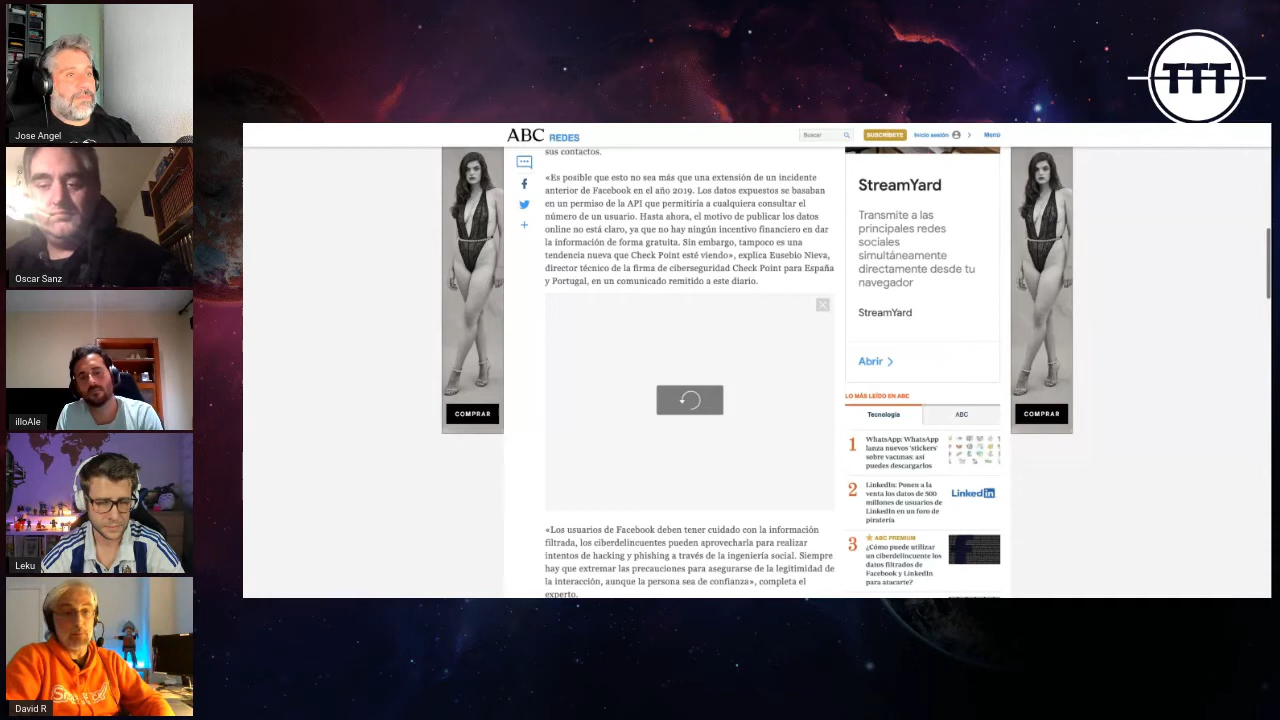 Jose Angel
Oscar Sanz
illoAle
Leku
David R
TTT
ABC REDES
Buscar
SUSCRÍBETE
Inicio sesión
Menú
sus contactos.
«Es posible que esto no sea más que una extensión de un incidente
anterior de Facebook en el año 2019. Los datos expuestos se basaban
en un permiso de la API que permitiría a cualquiera consultar el
número de un usuario. Hasta ahora, el motivo de publicar los datos
online no está claro, ya que no hay ningún incentivo financiero en dar
la información de forma gratuita. Sin embargo, tampoco es una
tendencia nueva que Check Point esté viendo», explica Eusebio Nieva,
director técnico de la firma de ciberseguridad Check Point para España
y Portugal, en un comunicado remitido a este diario.
«Los usuarios de Facebook deben tener cuidado con la información
filtrada, los ciberdelincuentes pueden aprovecharla para realizar
intentos de hacking y phishing a través de la ingeniería social. Siempre
hay que extremar las precauciones para asegurarse de la legitimidad de
la interacción, aunque la persona sea de confianza», completa el
experto.
StreamYard
Transmite a las
principales redes
sociales
simultáneamente
directamente desde tu
navegador
StreamYard
Abrir
LO MÁS LEÍDO EN ABC
Tecnología
ABC
1
WhatsApp: WhatsApp
lanza nuevos 'stickers'
sobre vacunas: así
puedes descargarlos
2
LinkedIn: Ponen a la
venta los datos de 500
millones de usuarios de
LinkedIn en un foro de
piratería
LinkedIn
3
ABC PREMIUM
¿Cómo puede utilizar
un ciberdelincuente los
datos filtrados de
Facebook y LinkedIn
para atacarte?
COMPRAR
COMPRAR